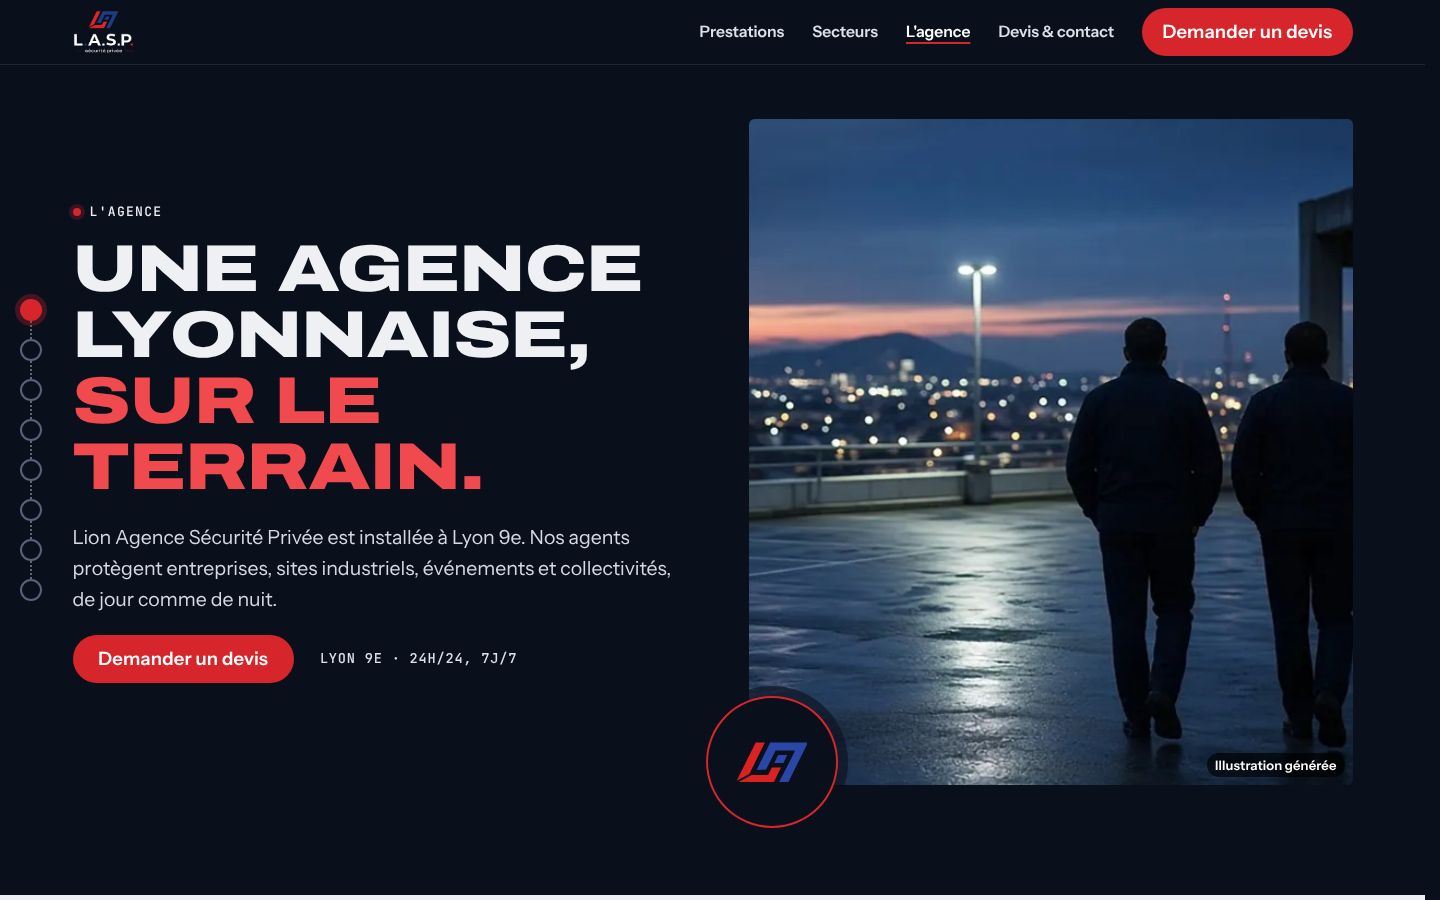 L.A.S.P.
sécurité privée
Prestations
Secteurs
L'agence
Devis & contact
Demander un devis
L'AGENCE
UNE AGENCE
LYONNAISE,
SUR LE
TERRAIN.
Lion Agence Sécurité Privée est installée à Lyon 9e. Nos agents
protègent entreprises, sites industriels, événements et collectivités,
de jour comme de nuit.
Demander un devis
LYON 9E · 24H/24, 7J/7
Illustration générée